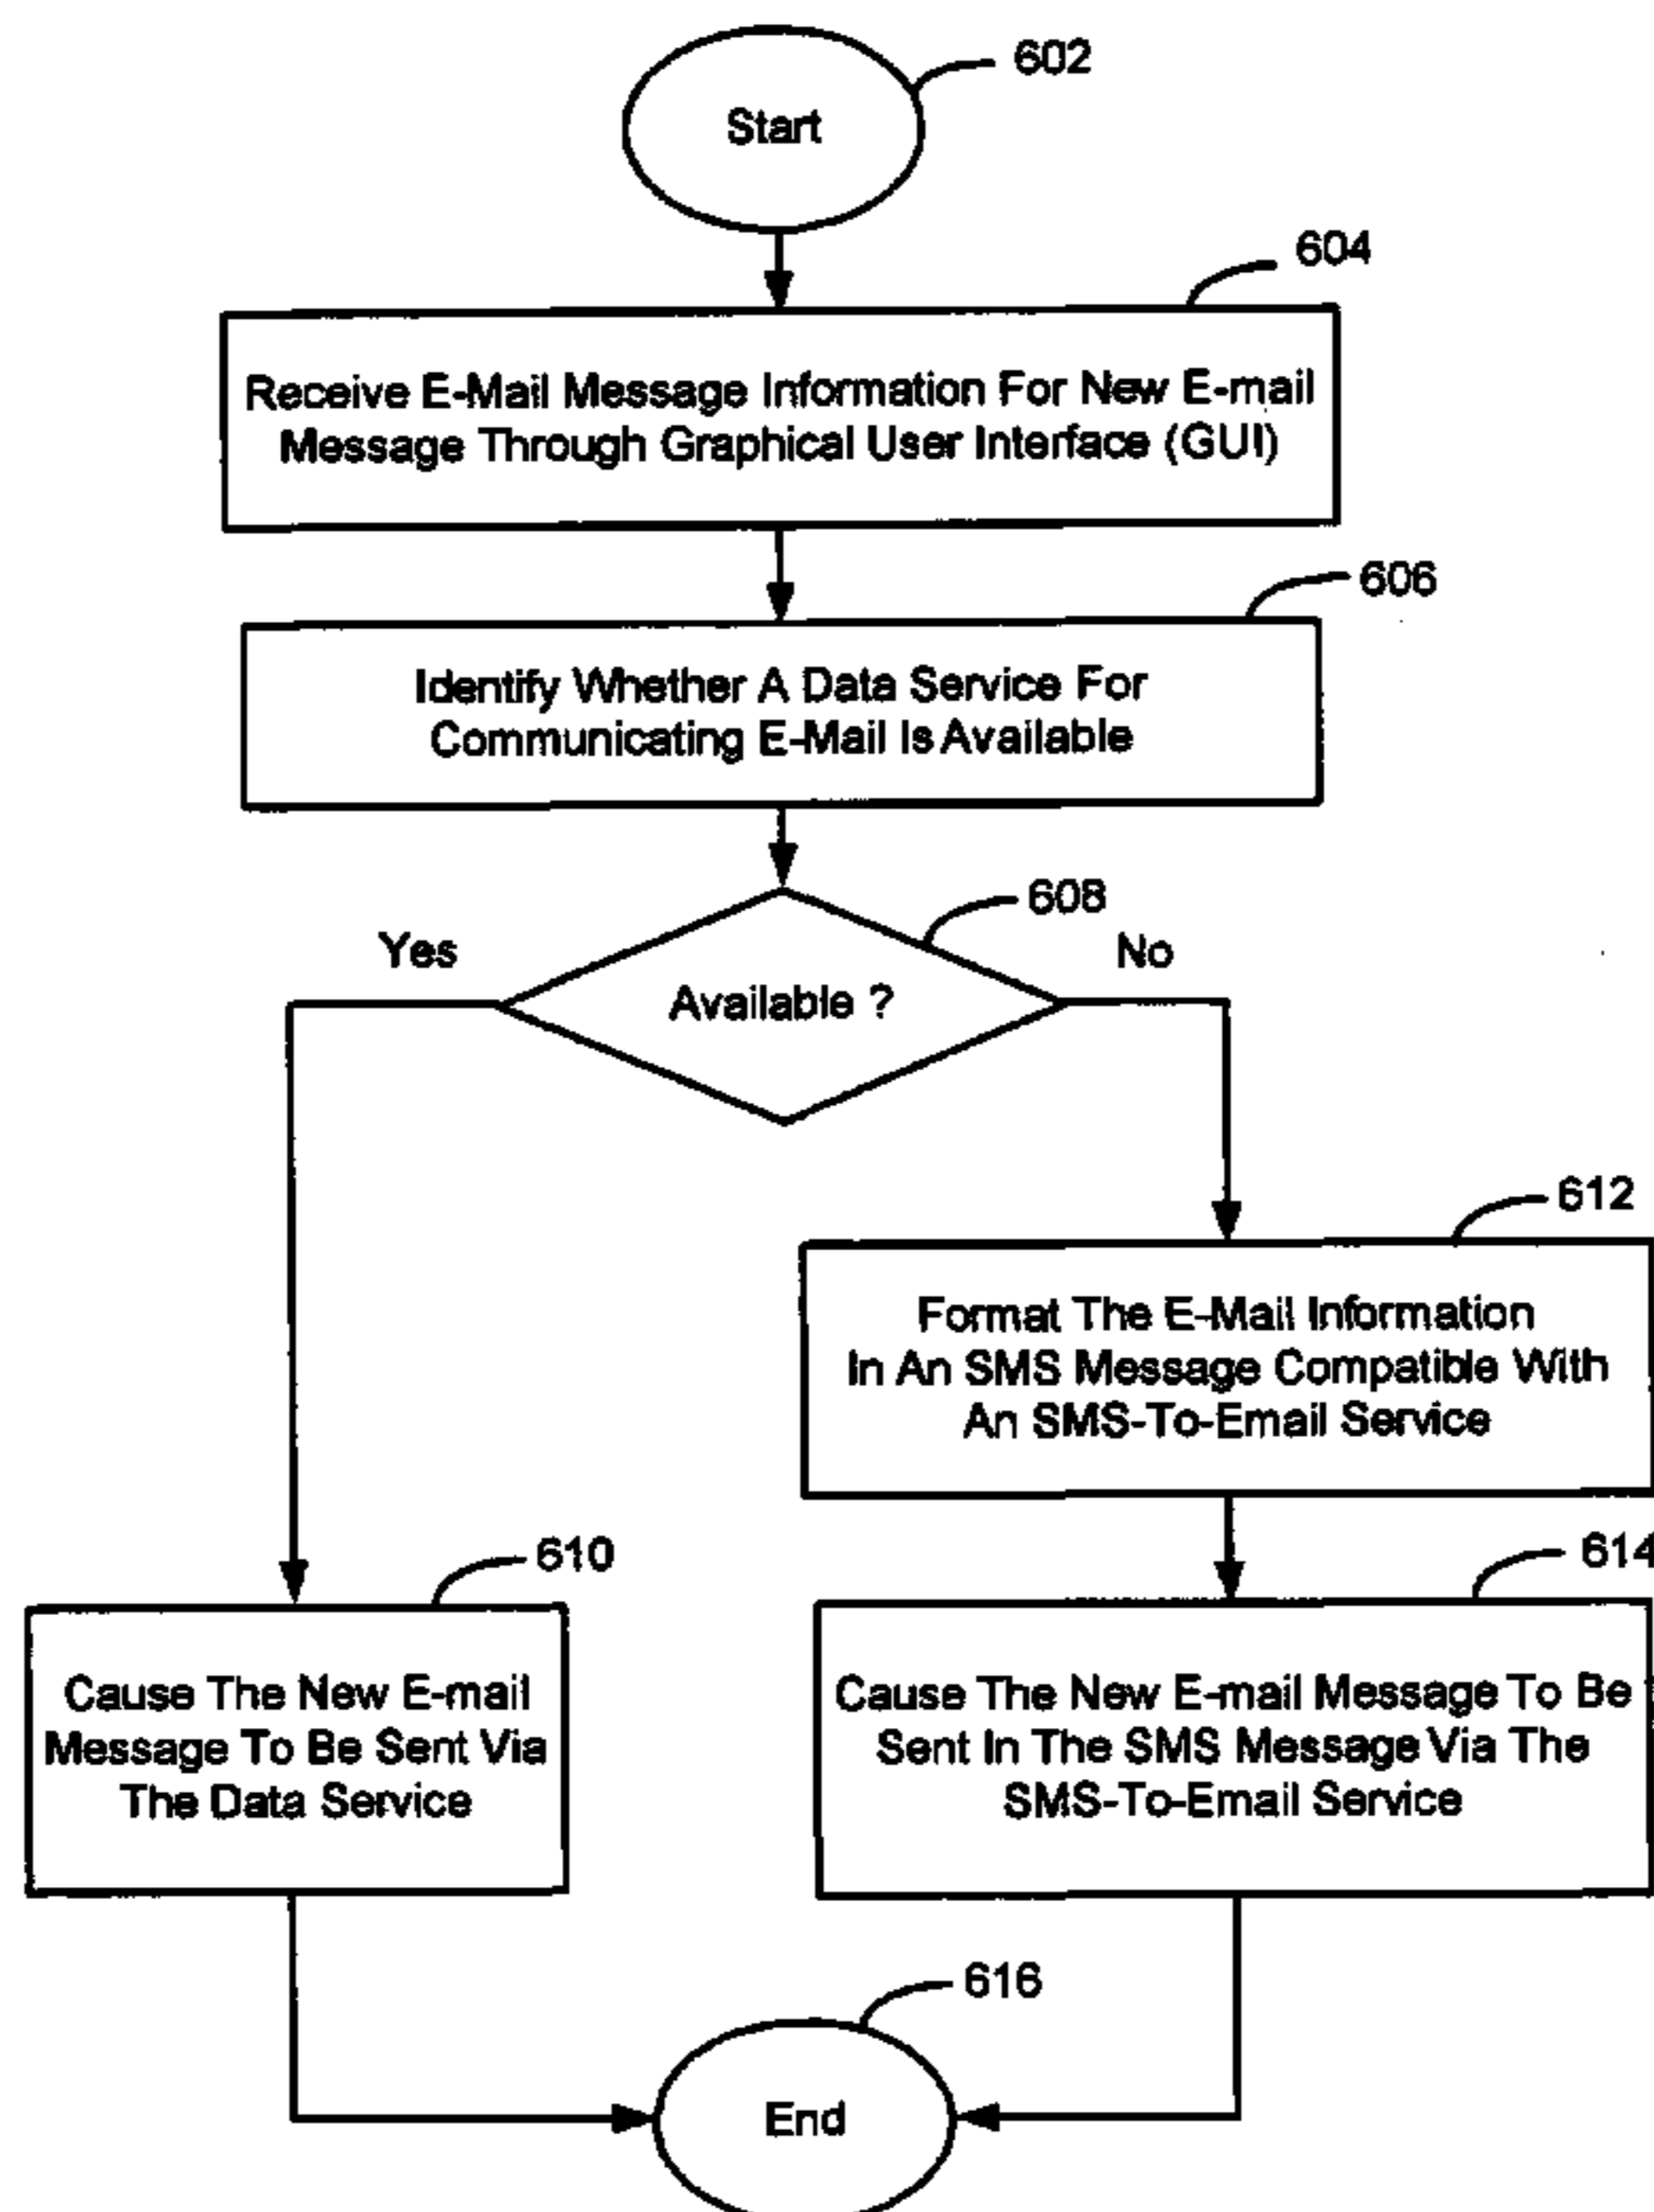 602
Start
604
Receive E-Mail Message Information For New E-mail
Message Through Graphical User Interface (GUI)
606
Identify Whether A Data Service For
Communicating E-Mail Is Available
608
Yes
No
Available ?
612
Format The E-Mail Information
In An SMS Message Compatible With
An SMS-To-Email Service
610
614
Cause The New E-mail
Message To Be Sent Via
The Data Service
Cause The New E-mail Message To Be
Sent In The SMS Message Via The
SMS-To-Email Service
616
End